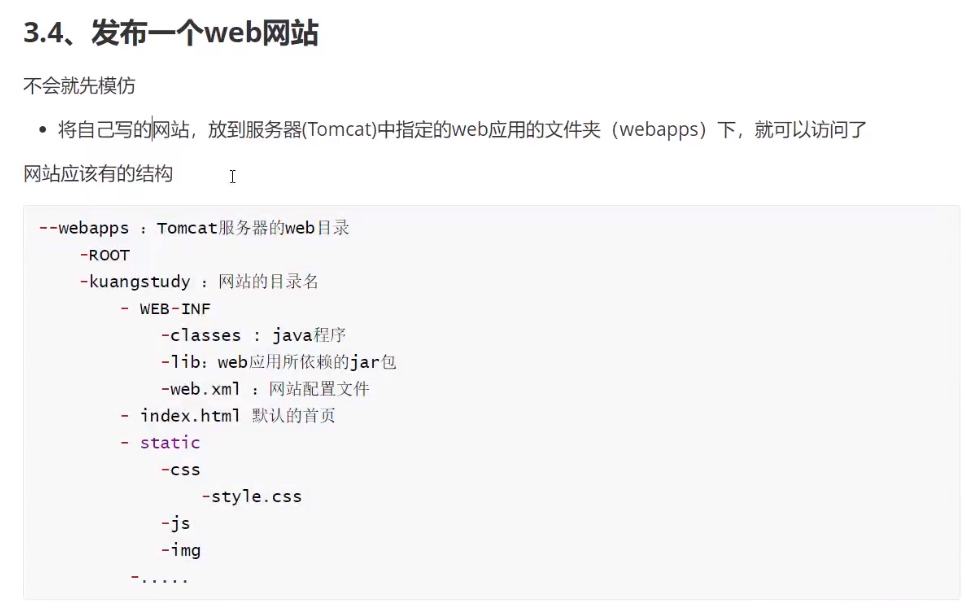 3.4、发布一个web网站
不会就先模仿
• 将自己写的网站，放到服务器(Tomcat)中指定的web应用的文件夹（webapps）下，就可以访问了
网站应该有的结构
--webapps ：Tomcat服务器的web目录
    -ROOT
    -kuangstudy ：网站的目录名
        - WEB-INF
            -classes : java程序
            -lib：web应用所依赖的jar包
            -web.xml ：网站配置文件
        - index.html 默认的首页
        - static
            -css
                -style.css
            -js
            -img
         -.....